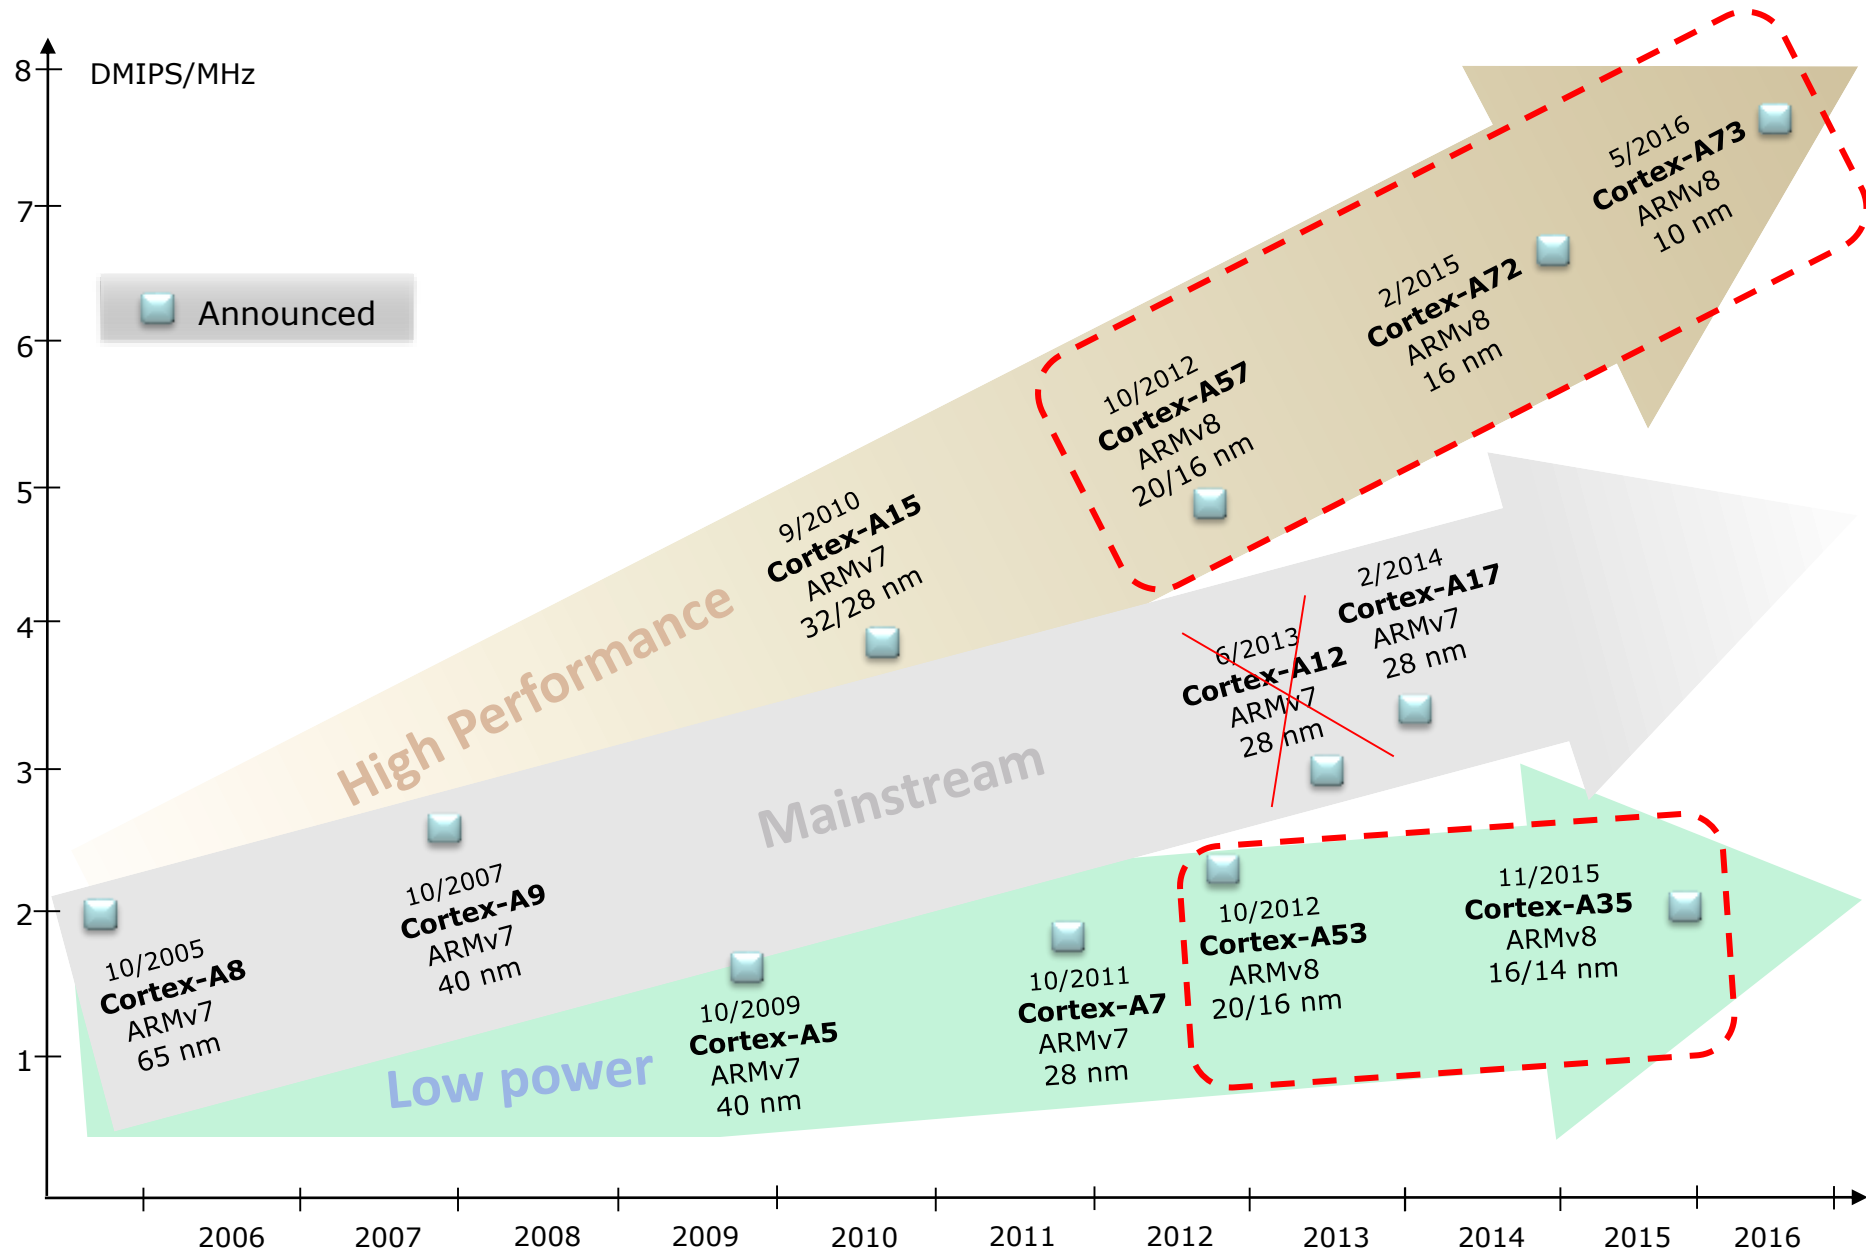 DMIPS/MHz
8
7
6
5
4
3
2
1
Announced
5/2016
Cortex-A73
ARMv8
10 nm
2/2015
Cortex-A72
ARMv8
16 nm
10/2012
Cortex-A57
ARMv8
20/16 nm
9/2010
Cortex-A15
ARMv7
32/28 nm
High Performance
2/2014
Cortex-A17
ARMv7
28 nm
6/2013
Cortex-A12
ARMv7
28 nm
Mainstream
10/2007
Cortex-A9
ARMv7
40 nm
10/2005
Cortex-A8
ARMv7
65 nm
11/2015
Cortex-A35
ARMv8
16/14 nm
10/2012
Cortex-A53
ARMv8
20/16 nm
10/2011
Cortex-A7
ARMv7
28 nm
10/2009
Cortex-A5
ARMv7
40 nm
Low power
2006
2007
2008
2009
2010
2011
2012
2013
2014
2015
2016